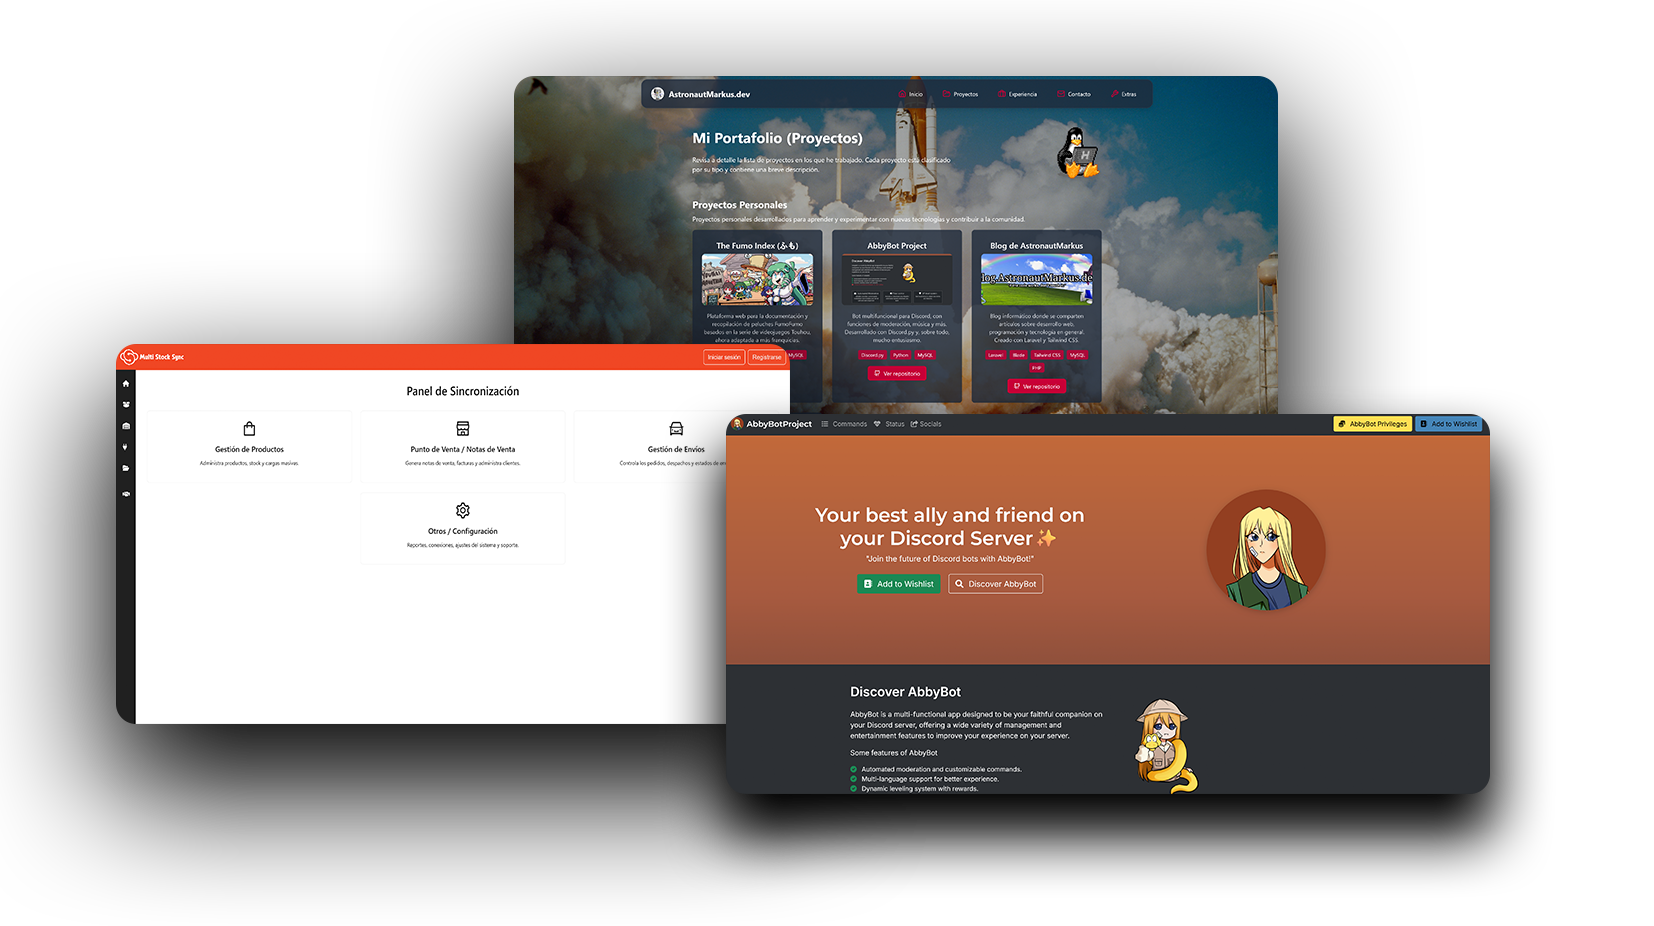 AstronautMarkus.dev
Inicio
Proyectos
Experiencia
Contacto
Extras
Mi Portafolio (Proyectos)
Revisa a detalle la lista de proyectos en los que he trabajado. Cada proyecto está clasificado
por su tipo y contiene una breve descripción.
Proyectos Personales
Proyectos personales desarrollados para aprender y experimentar con nuevas tecnologías y contribuir a la comunidad.
The Fumo Index (ふも)
Plataforma web para la documentación y
recopilación de peluches FumoFumo
basados en la serie de videojuegos Touhou,
ahora adaptada a más franquicias.
MySQL
AbbyBot Project
Discover AbbyBot
Bot multifuncional para Discord, con
funciones de moderación, música y más.
Desarrollado con Discord.py y, sobre todo,
mucho entusiasmo.
Discord.py
Python
MySQL
Ver repositorio
Blog de AstronautMarkus
log.AstronautMarkus.de
Blog informático donde se comparten
artículos sobre desarrollo web,
programación y tecnología en general.
Creado con Laravel y Tailwind CSS.
Laravel
Blade
Tailwind CSS
MySQL
PHP
Ver repositorio
Multi Stock Sync
Iniciar sesión
Registrarse
Panel de Sincronización
Gestión de Productos
Administra productos, stock y cargas masivas.
Punto de Venta / Notas de Venta
Genera notas de venta, facturas y administra clientes.
Gestión de Envios
Controla los pedidos, despachos y estados de en
Otros / Configuración
Reportes, conexiones, ajustes del sistema y soporte.
AbbyBotProject
Commands
Status
Socials
AbbyBot Privileges
Add to Wishlist
Your best ally and friend on
your Discord Server✨
"Join the future of Discord bots with AbbyBot!"
Add to Wishlist
Discover AbbyBot
Discover AbbyBot
AbbyBot is a multi-functional app designed to be your faithful companion on
your Discord server, offering a wide variety of management and
entertainment features to improve your experience on your server.
Some features of AbbyBot
Automated moderation and customizable commands.
Multi-language support for better experience.
Dynamic leveling system with rewards.